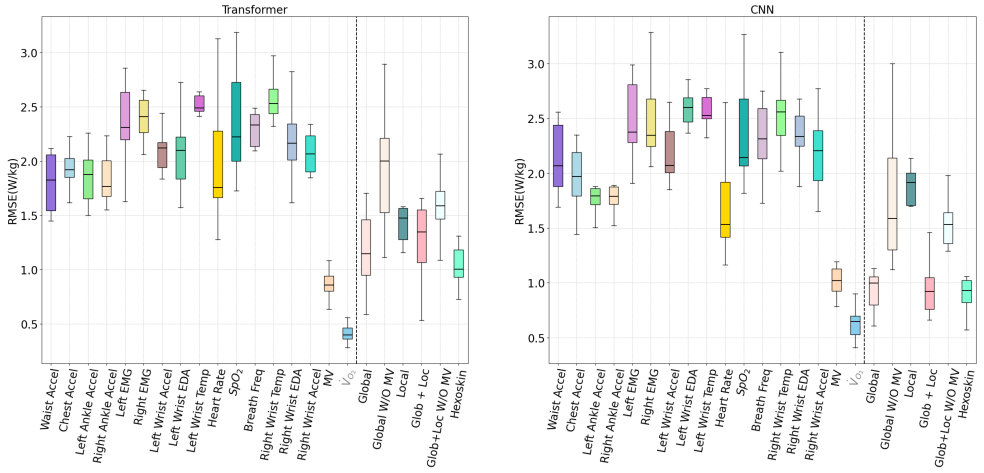 Transformer
RMSE(W/kg)
3.0
2.5
2.0
1.5
1.0
0.5
Waist Accel
Chest Accel
Left Ankle Accel
Right Ankle Accel
Left EMG
Right EMG
Left Wrist Accel
Left Wrist EDA
Left Wrist Temp
Heart Rate
SpO₂
Breath Freq
Right Wrist Temp
Right Wrist EDA
Right Wrist Accel
MV
V̇O₂
Global
Global W/O MV
Local
Glob + Loc
Glob+Loc W/O MV
Hexoskin
CNN
RMSE(W/kg)
3.0
2.5
2.0
1.5
1.0
0.5
Waist Accel
Chest Accel
Left Ankle Accel
Right Ankle Accel
Left EMG
Right EMG
Left Wrist Accel
Left Wrist EDA
Left Wrist Temp
Heart Rate
SpO₂
Breath Freq
Right Wrist Temp
Right Wrist EDA
Right Wrist Accel
MV
V̇O₂
Global
Global W/O MV
Local
Glob + Loc
Glob+Loc W/O MV
Hexoskin